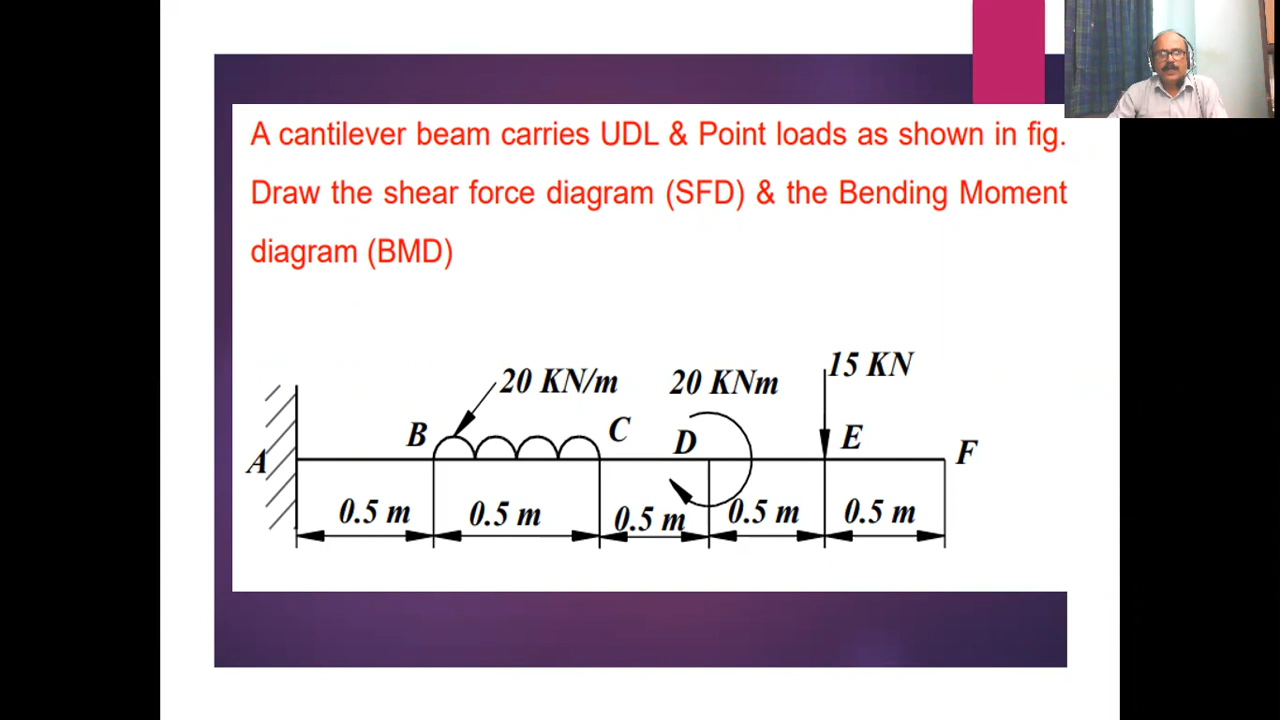 A cantilever beam carries UDL & Point loads as shown in fig.
Draw the shear force diagram (SFD) & the Bending Moment
diagram (BMD)
15 KN
20 KN/m
20 KNm
B
C
D
E
F
A
0.5 m
0.5 m
0.5 m
0.5 m
0.5 m